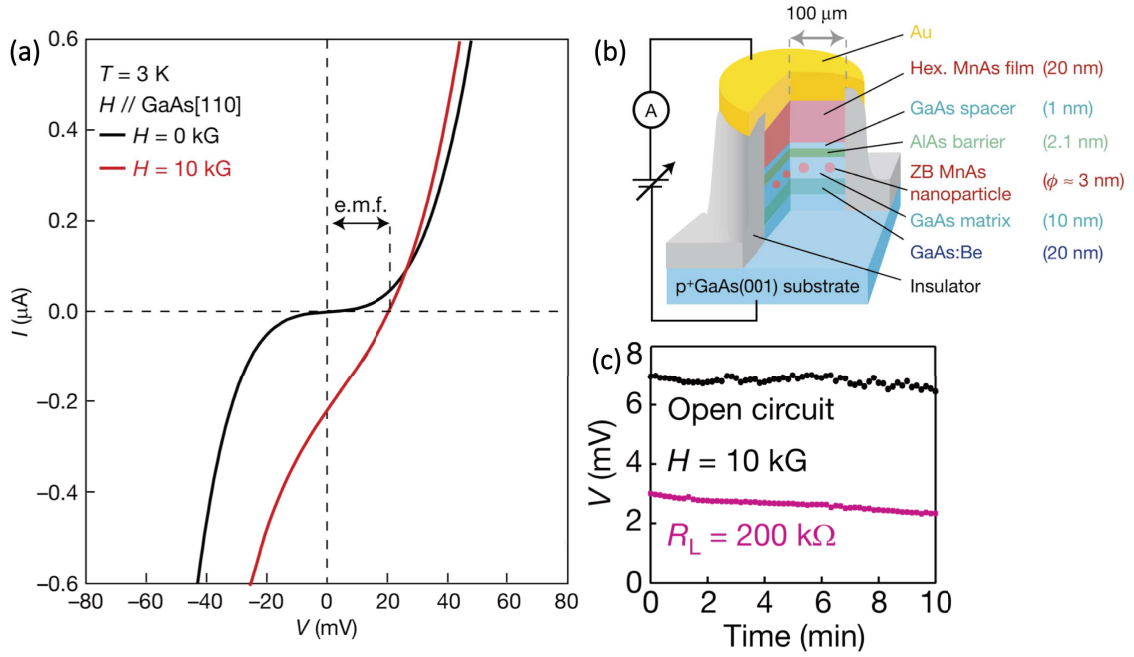 (a)
0.6
0.4
0.2
0.0
−0.2
−0.4
−0.6
I (μA)
T = 3 K
H // GaAs[110]
H = 0 kG
H = 10 kG
e.m.f.
−80 −60 −40 −20 0 20 40 60 80
V (mV)
(b)
100 μm
A
Au
Hex. MnAs film (20 nm)
GaAs spacer (1 nm)
AlAs barrier (2.1 nm)
ZB MnAs
nanoparticle (ϕ ≈ 3 nm)
GaAs matrix (10 nm)
GaAs:Be (20 nm)
Insulator
p⁺GaAs(001) substrate
(c)
8
6
4
2
0
V (mV)
Open circuit
H = 10 kG
R_L = 200 kΩ
0 2 4 6 8 10
Time (min)